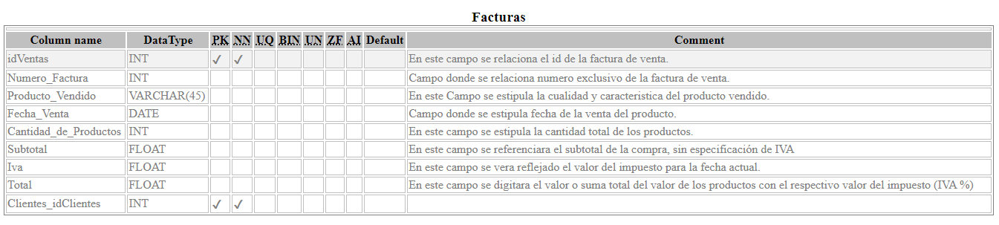 Facturas
Column name DataType PK NN UQ BIN UN ZF AI Default Comment
idVentas INT ✓ ✓ En este campo se relaciona el id de la factura de venta.
Numero_Factura INT Campo donde se relaciona numero exclusivo de la factura de venta.
Producto_Vendido VARCHAR(45) En este Campo se estipula la cualidad y caracteristica del producto vendido.
Fecha_Venta DATE Campo donde se estipula fecha de la venta del producto.
Cantidad_de_Productos INT En este campo se estipula la cantidad total de los productos.
Subtotal FLOAT En este campo se referenciara el subtotal de la compra, sin especificación de IVA
Iva FLOAT En este campo se vera reflejado el valor del impuesto para la fecha actual.
Total FLOAT En este campo se digitara el valor o suma total del valor de los productos con el respectivo valor del impuesto (IVA %)
Clientes_idClientes INT ✓ ✓